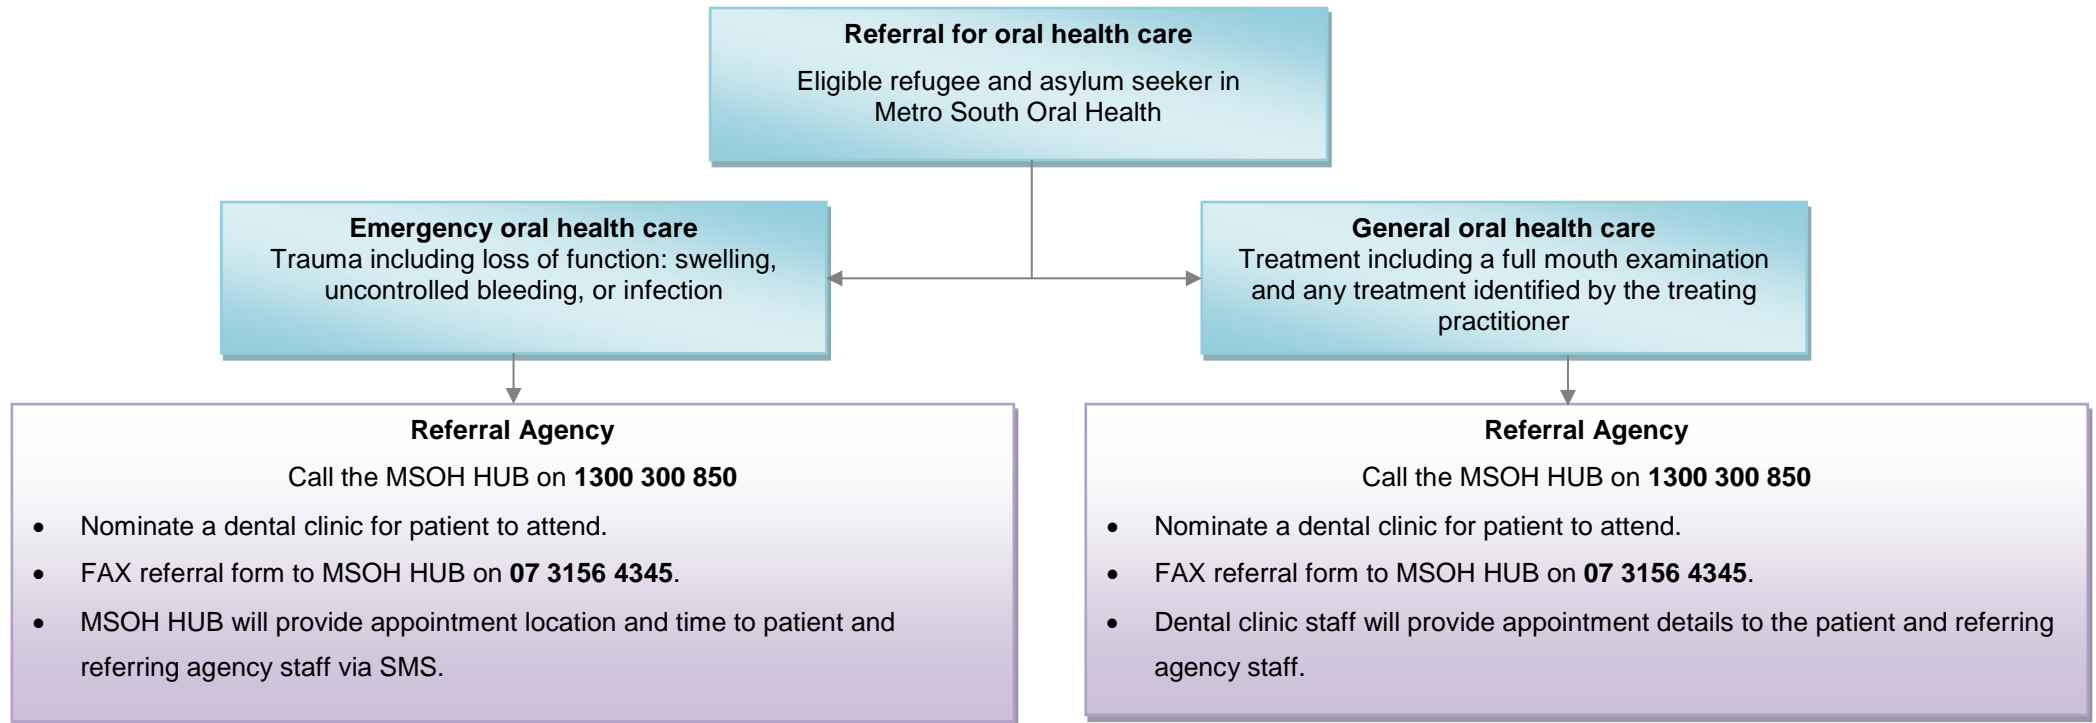 Referral for oral health care
Eligible refugee and asylum seeker in
Metro South Oral Health
Emergency oral health care
Trauma including loss of function: swelling,
uncontrolled bleeding, or infection
General oral health care
Treatment including a full mouth examination
and any treatment identified by the treating
practitioner
Referral Agency
Call the MSOH HUB on 1300 300 850
• Nominate a dental clinic for patient to attend.
• FAX referral form to MSOH HUB on 07 3156 4345.
• MSOH HUB will provide appointment location and time to patient and
referring agency staff via SMS.
Referral Agency
Call the MSOH HUB on 1300 300 850
• Nominate a dental clinic for patient to attend.
• FAX referral form to MSOH HUB on 07 3156 4345.
• Dental clinic staff will provide appointment details to the patient and referring
agency staff.